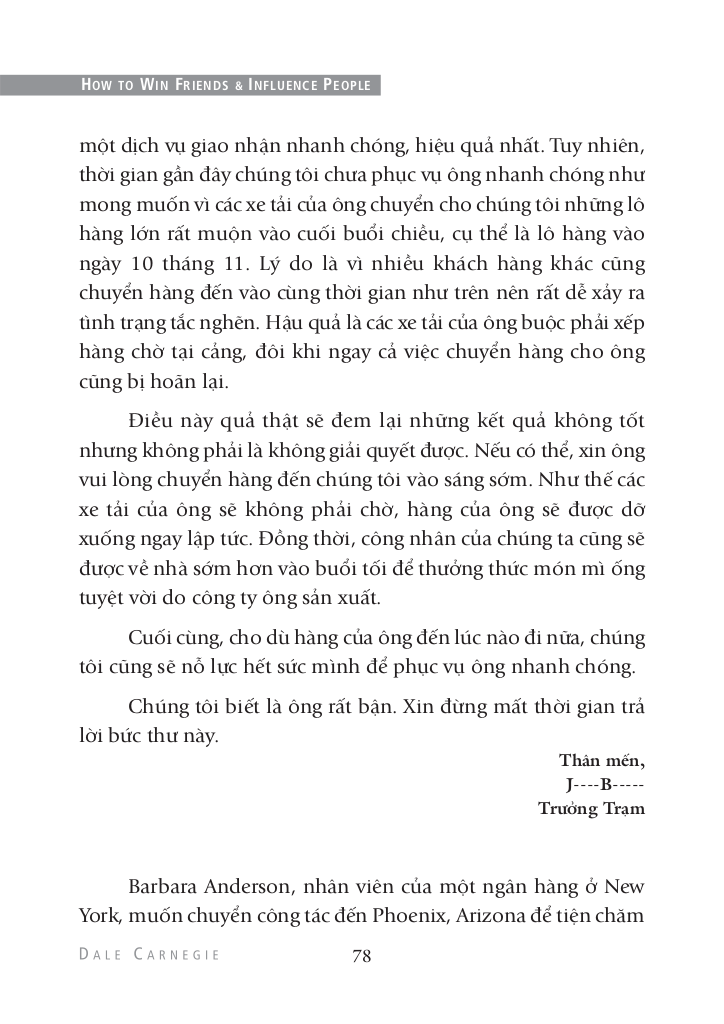 HOW TO WIN FRIENDS & INFLUENCE PEOPLE
một dịch vụ giao nhận nhanh chóng, hiệu quả nhất. Tuy nhiên,
thời gian gần đây chúng tôi chưa phục vụ ông nhanh chóng như
mong muốn vì các xe tải của ông chuyển cho chúng tôi những lô
hàng lớn rất muộn vào cuối buổi chiều, cụ thể là lô hàng vào
ngày 10 tháng 11. Lý do là vì nhiều khách hàng khác cũng
chuyển hàng đến vào cùng thời gian như trên nên rất dễ xảy ra
tình trạng tắc nghẽn. Hậu quả là các xe tải của ông buộc phải xếp
hàng chờ tại cảng, đôi khi ngay cả việc chuyển hàng cho ông
cũng bị hoãn lại.
Điều này quả thật sẽ đem lại những kết quả không tốt
nhưng không phải là không giải quyết được. Nếu có thể, xin ông
vui lòng chuyển hàng đến chúng tôi vào sáng sớm. Như thế các
xe tải của ông sẽ không phải chờ, hàng của ông sẽ được dỡ
xuống ngay lập tức. Đồng thời, công nhân của chúng ta cũng sẽ
được về nhà sớm hơn vào buổi tối để thưởng thức món mì ống
tuyệt vời do công ty ông sản xuất.
Cuối cùng, cho dù hàng của ông đến lúc nào đi nữa, chúng
tôi cũng sẽ nỗ lực hết sức mình để phục vụ ông nhanh chóng.
Chúng tôi biết là ông rất bận. Xin đừng mất thời gian trả
lời bức thư này.
Thân mến,
J----B-----
Trưởng Trạm
Barbara Anderson, nhân viên của một ngân hàng ở New
York, muốn chuyển công tác đến Phoenix, Arizona để tiện chăm
DALE CARNEGIE 78